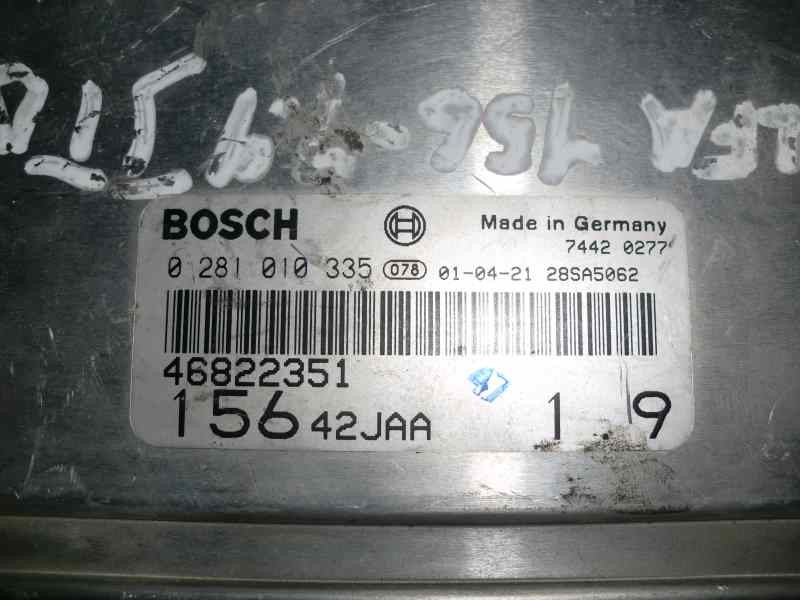 156
BOSCH Made in Germany
7442 0277
0 281 010 335 078 01-04-21 28SA5062
46822351
156 42JAA 1 9